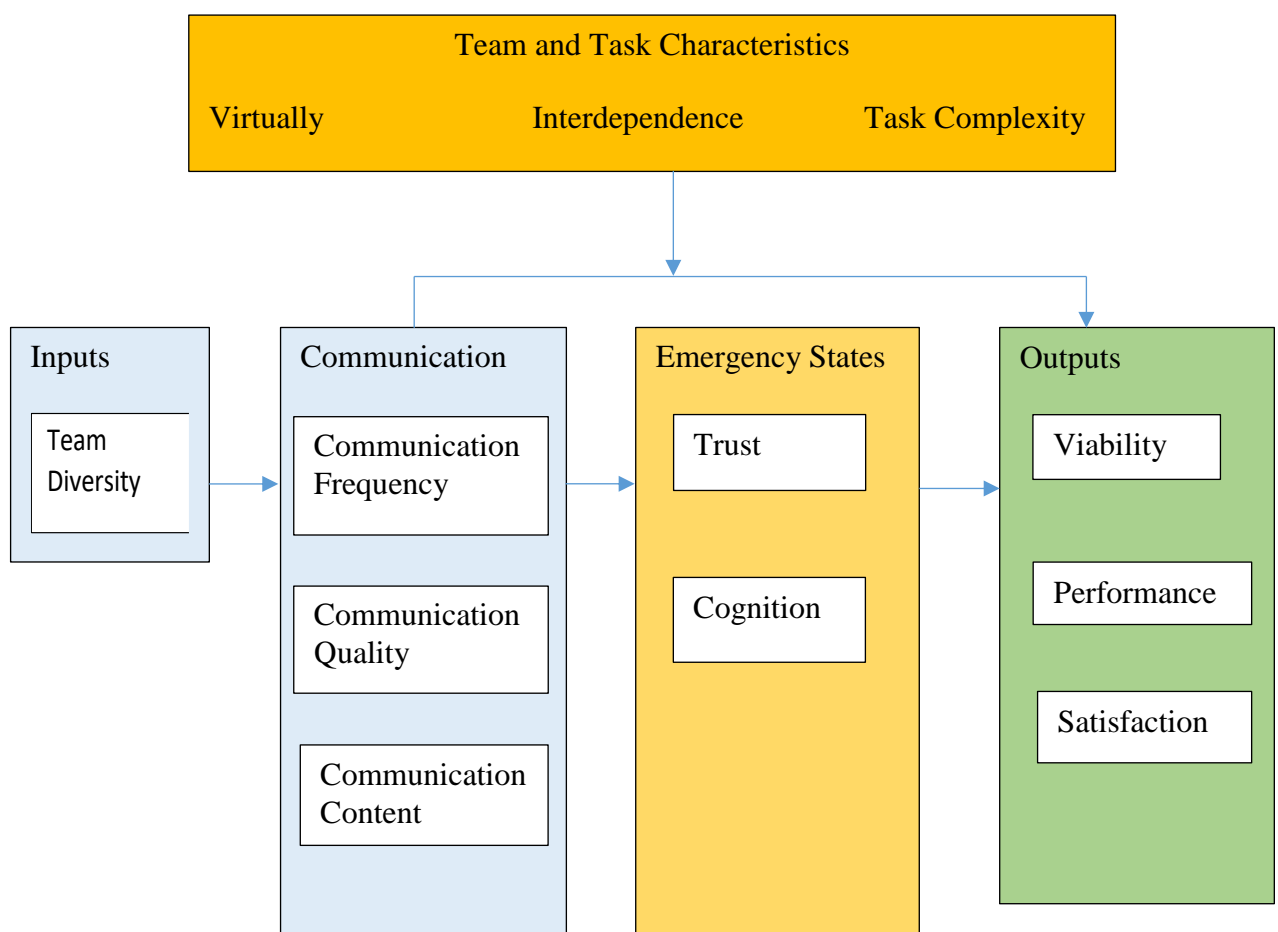 Team and Task Characteristics
Virtually Interdependence Task Complexity
Inputs
Team
Diversity
Communication
Communication
Frequency
Communication
Quality
Communication
Content
Emergency States
Trust
Cognition
Outputs
Viability
Performance
Satisfaction